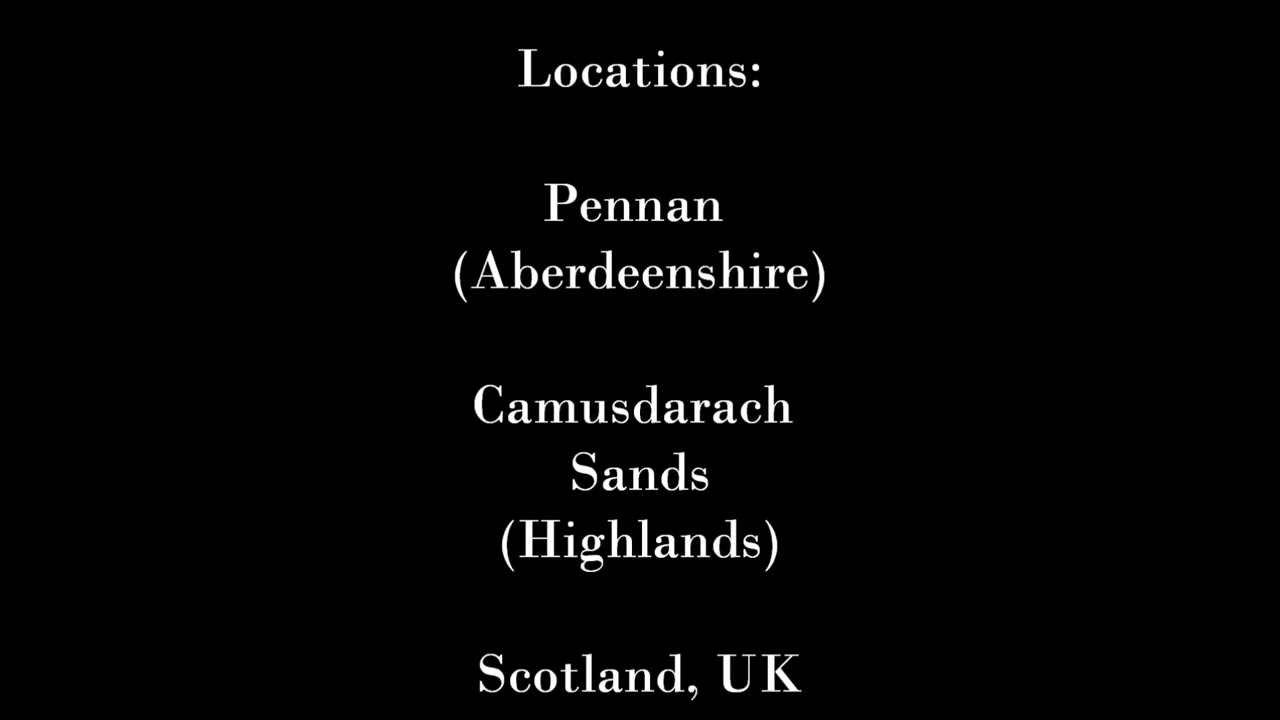 Locations:
Pennan
(Aberdeenshire)
Camusdarach
Sands
(Highlands)
Scotland, UK